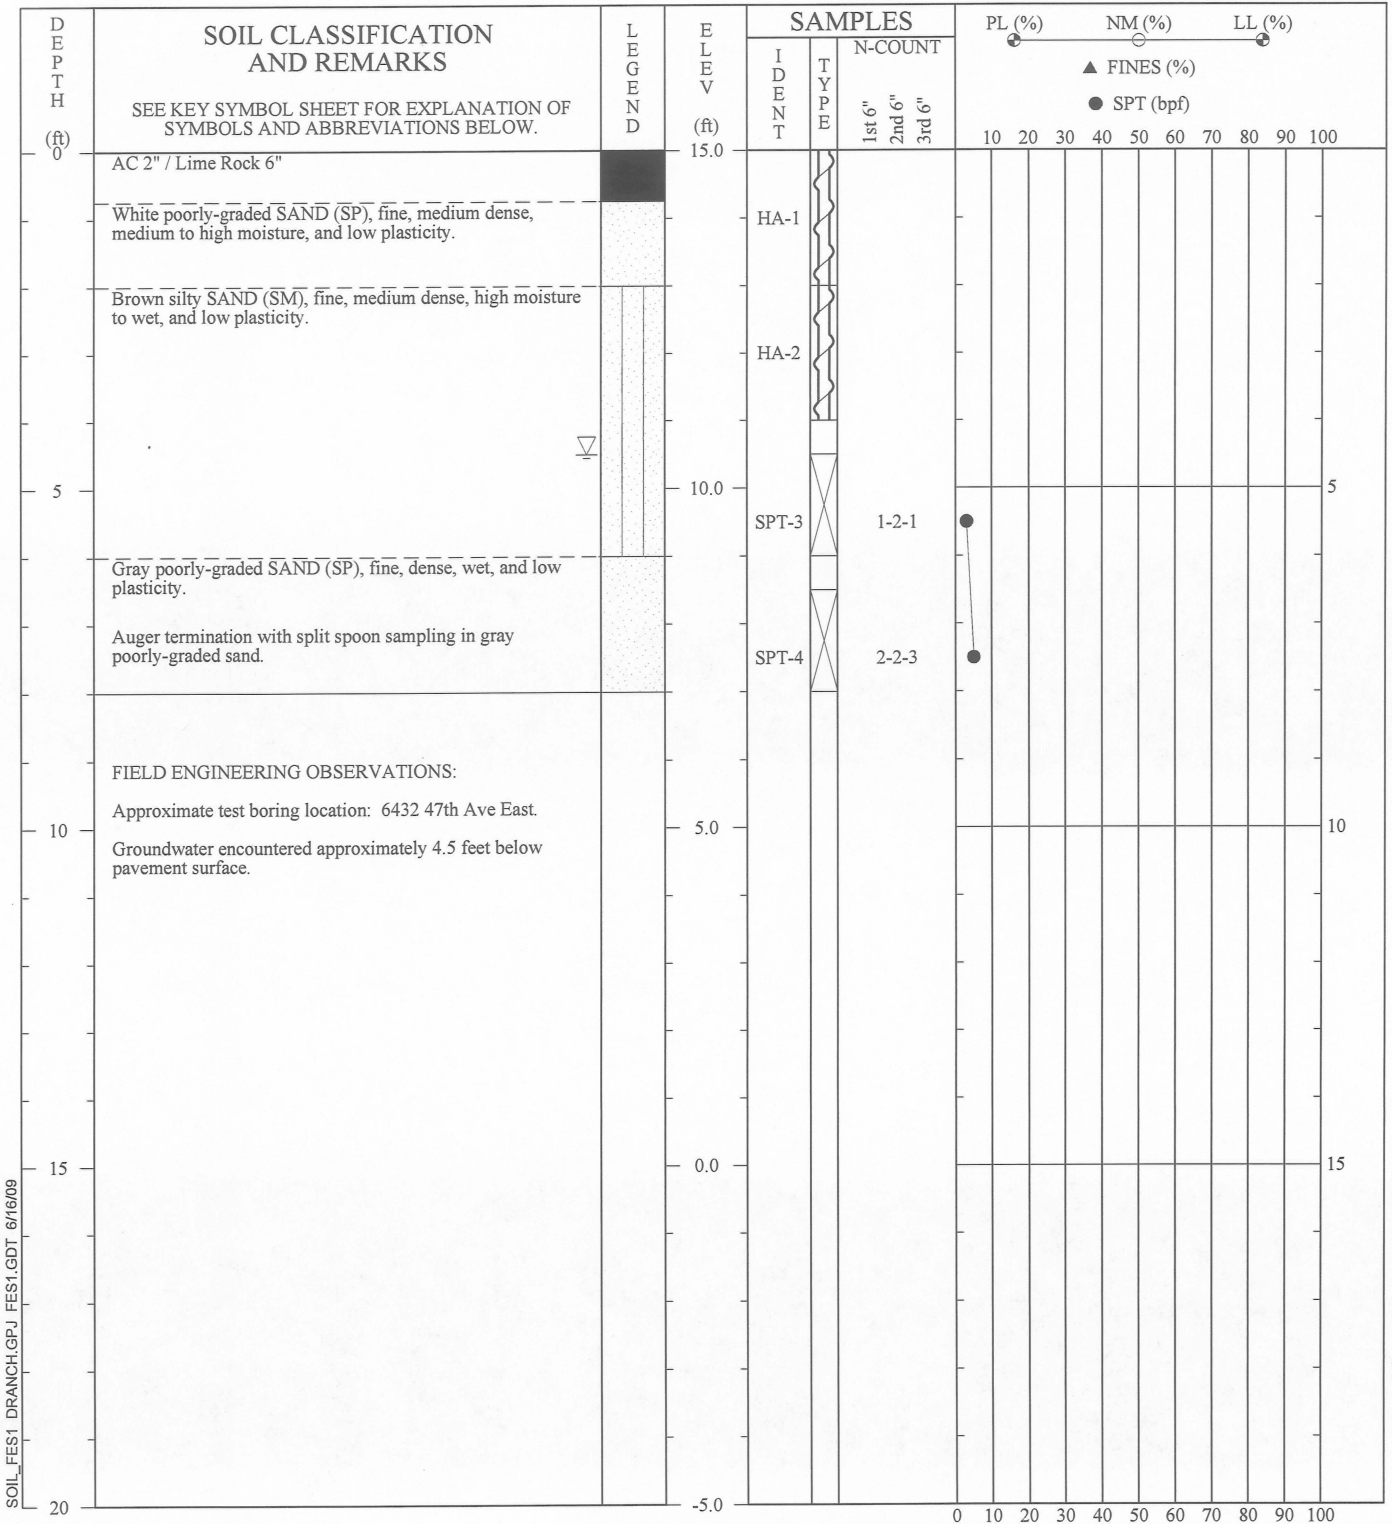 DEPTH
(ft)
SOIL CLASSIFICATION
AND REMARKS
SEE KEY SYMBOL SHEET FOR EXPLANATION OF
SYMBOLS AND ABBREVIATIONS BELOW.
LEGEND
ELEV
(ft)
SAMPLES
IDENT
TYPE
N-COUNT
1st 6"
2nd 6"
3rd 6"
PL (%) NM (%) LL (%)
▲ FINES (%)
● SPT (bpf)
10 20 30 40 50 60 70 80 90 100
0
15.0
AC 2" / Lime Rock 6"
White poorly-graded SAND (SP), fine, medium dense,
medium to high moisture, and low plasticity.
HA-1
Brown silty SAND (SM), fine, medium dense, high moisture
to wet, and low plasticity.
HA-2
5
10.0
5
SPT-3 1-2-1
Gray poorly-graded SAND (SP), fine, dense, wet, and low
plasticity.
Auger termination with split spoon sampling in gray
poorly-graded sand.
SPT-4 2-2-3
FIELD ENGINEERING OBSERVATIONS:
Approximate test boring location: 6432 47th Ave East.
10
5.0
10
Groundwater encountered approximately 4.5 feet below
pavement surface.
15
0.0
15
20
-5.0
0 10 20 30 40 50 60 70 80 90 100
SOIL_FES1 DRANCH.GPJ FES1.GDT 6/16/09